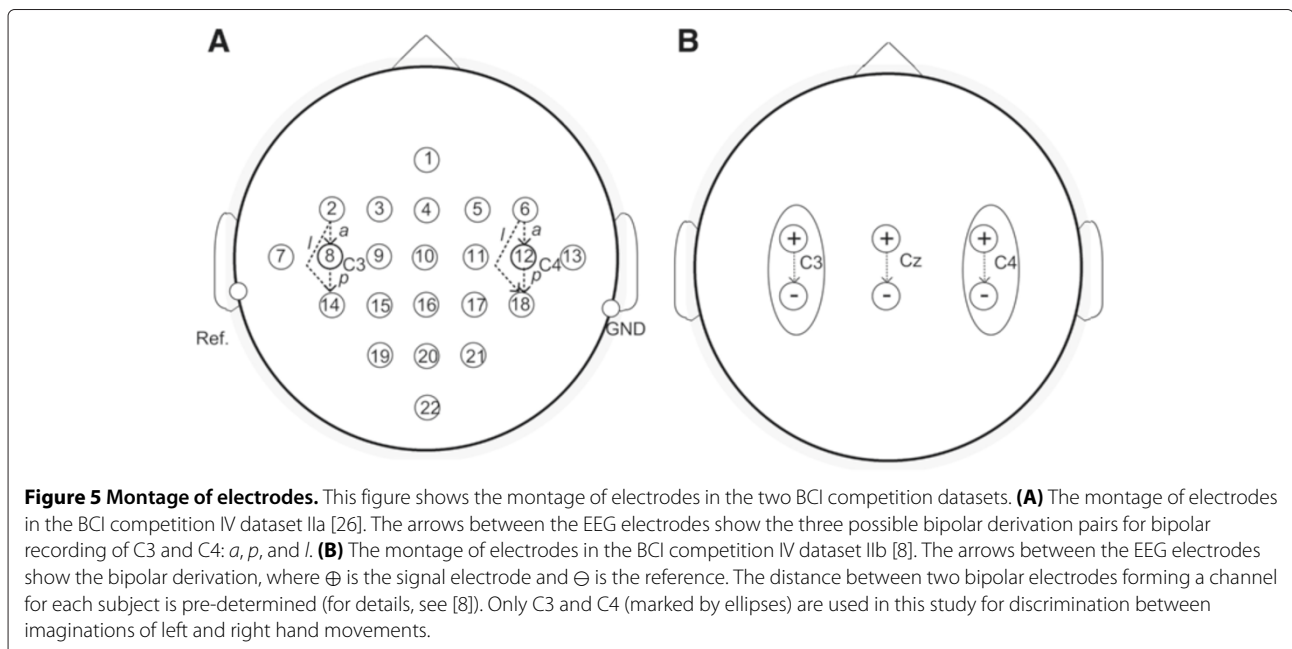 A
B
1
2 3 4 5 6
a a
l l
7 8 C3 9 10 11 12 C4 13
p p
14 15 16 17 18
Ref.
GND
19 20 21
22
+ + +
C3 Cz C4
- - -
Figure 5 Montage of electrodes. This figure shows the montage of electrodes in the two BCI competition datasets. (A) The montage of electrodes
in the BCI competition IV dataset IIa [26]. The arrows between the EEG electrodes show the three possible bipolar derivation pairs for bipolar
recording of C3 and C4: a, p, and l. (B) The montage of electrodes in the BCI competition IV dataset IIb [8]. The arrows between the EEG electrodes
show the bipolar derivation, where ⊕ is the signal electrode and ⊖ is the reference. The distance between two bipolar electrodes forming a channel
for each subject is pre-determined (for details, see [8]). Only C3 and C4 (marked by ellipses) are used in this study for discrimination between
imaginations of left and right hand movements.